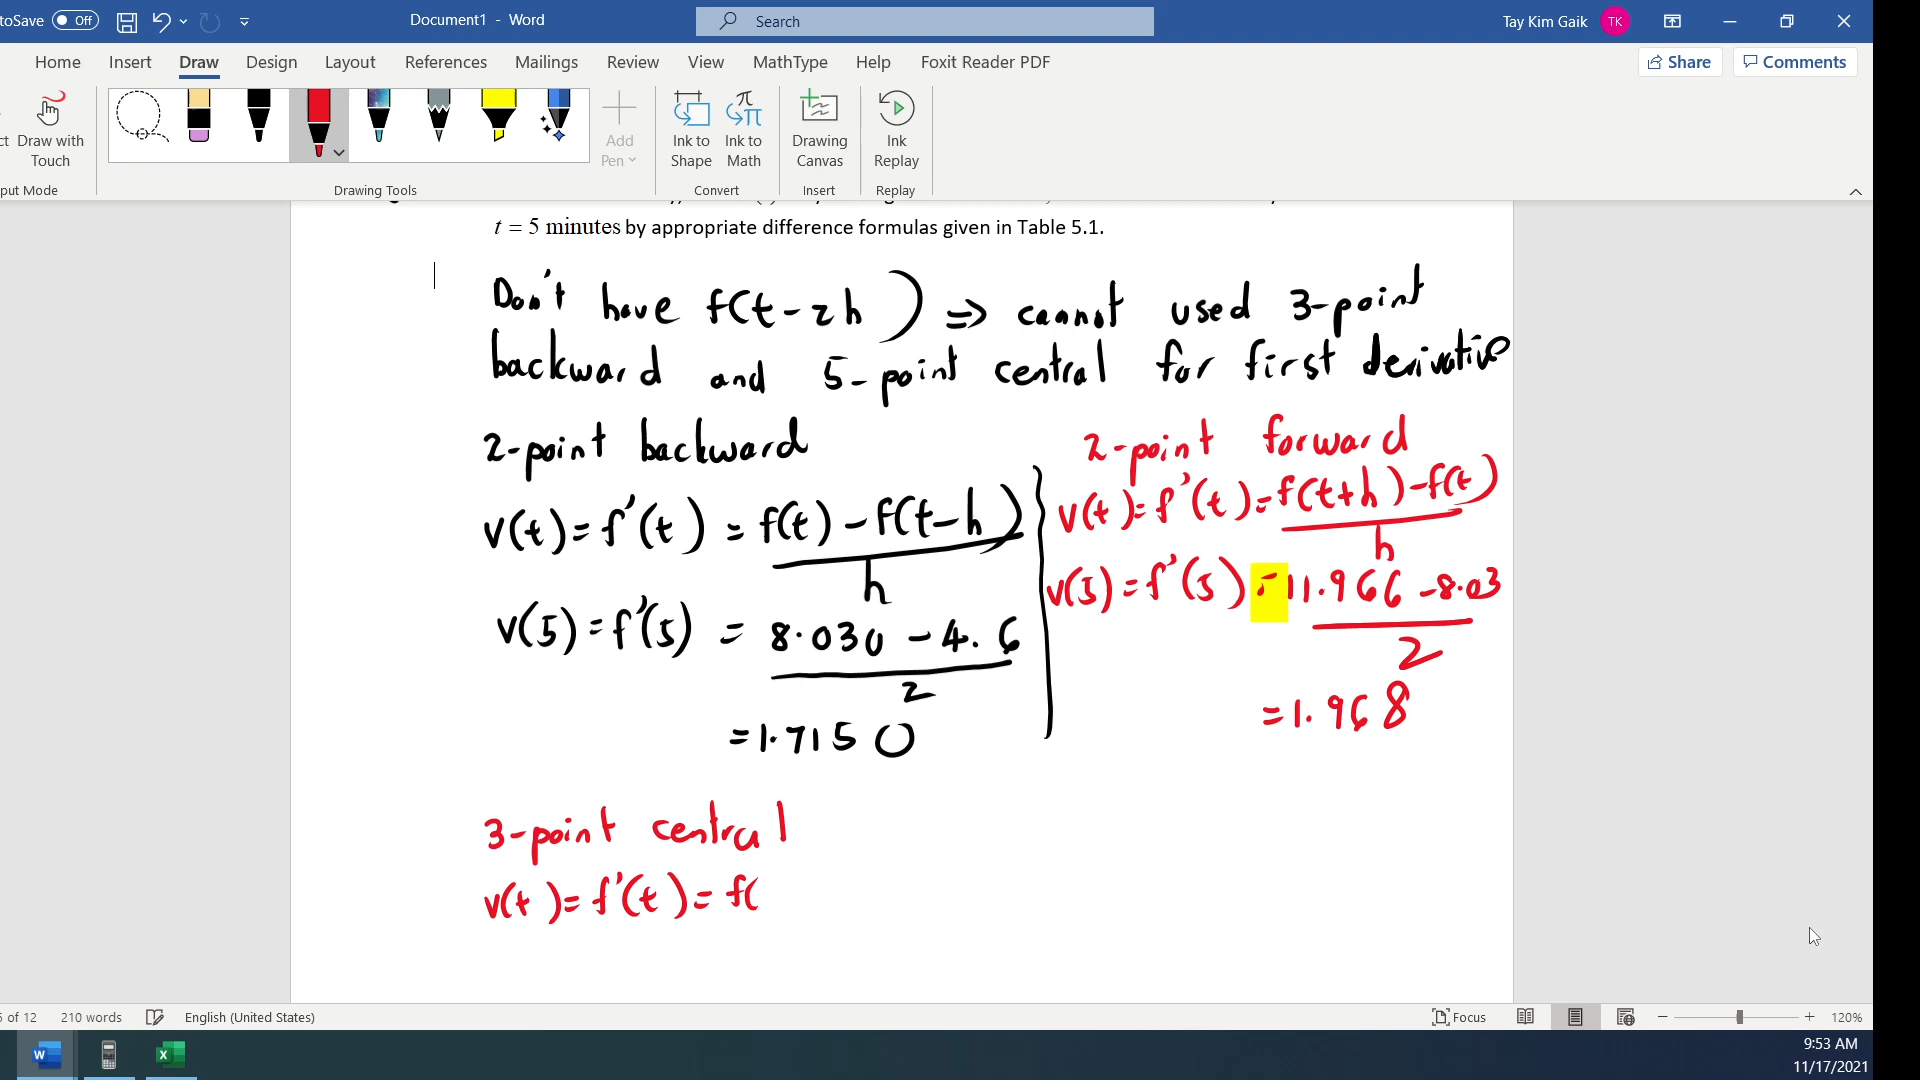 toSave Off Document1 - Word Search Tay Kim Gaik TK
Home Insert Draw Design Layout References Mailings Review View MathType Help Foxit Reader PDF Share Comments
Draw with Touch
Add Pen
Ink to Shape
Ink to Math
Drawing Canvas
Ink Replay
put Mode Drawing Tools Convert Insert Replay
t = 5 minutes by appropriate difference formulas given in Table 5.1.
Don't have f(t-2h) ⇒ cannot used 3-point
backward and 5-point central for first derivative
2-point backward
v(t) = f'(t) = f(t) - f(t-h)
h
v(5) = f'(5) = 8.030 - 4.6
2
= 1.7150
2-point forward
v(t) = f'(t) = f(t+h) - f(t)
h
v(5) = f'(5) = 11.966 - 8.03
2
= 1.968
3-point central
v(t) = f'(t) = f(
of 12 210 words English (United States) Focus 120%
9:53 AM
11/17/2021